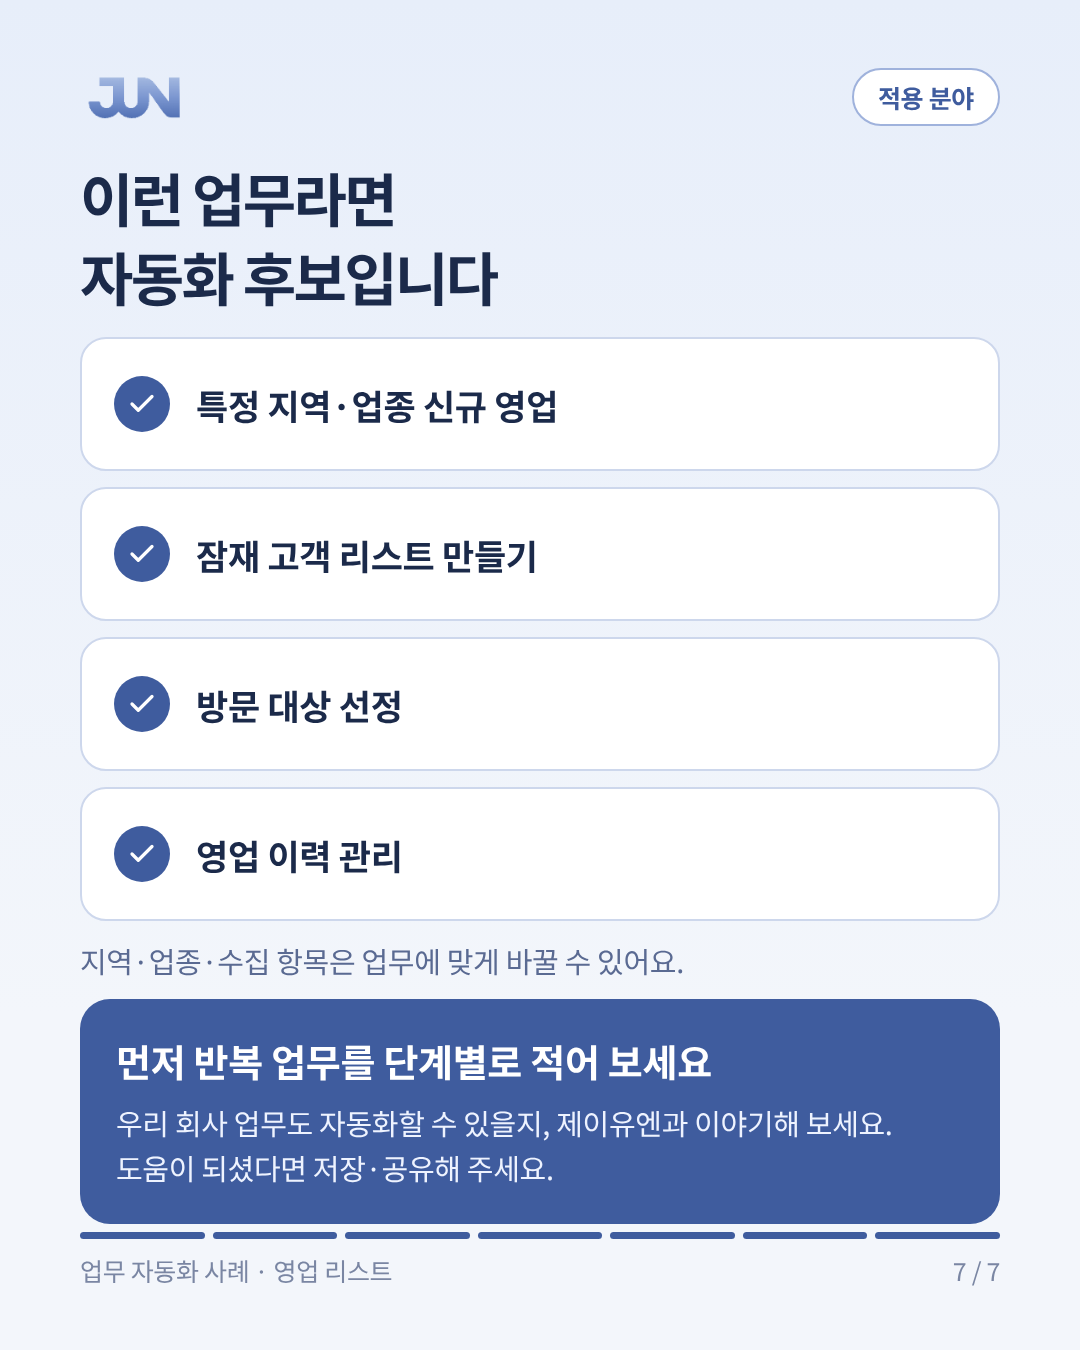 JUN
적용 분야
이런 업무라면
자동화 후보입니다
특정 지역·업종 신규 영업
잠재 고객 리스트 만들기
방문 대상 선정
영업 이력 관리
지역·업종·수집 항목은 업무에 맞게 바꿀 수 있어요.
먼저 반복 업무를 단계별로 적어 보세요
우리 회사 업무도 자동화할 수 있을지, 제이유엔과 이야기해 보세요.
도움이 되셨다면 저장·공유해 주세요.
업무 자동화 사례 · 영업 리스트
7 / 7